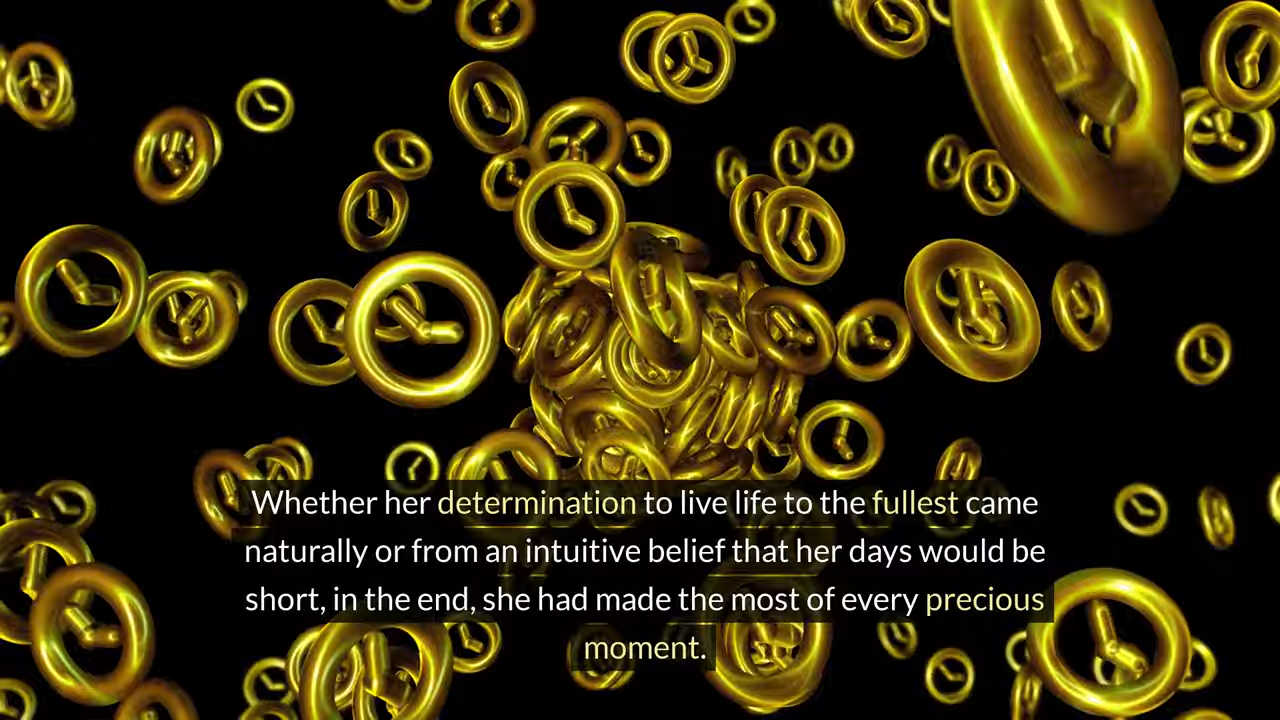 Whether her determination to live life to the fullest came
naturally or from an intuitive belief that her days would be
short, in the end, she had made the most of every precious
moment.